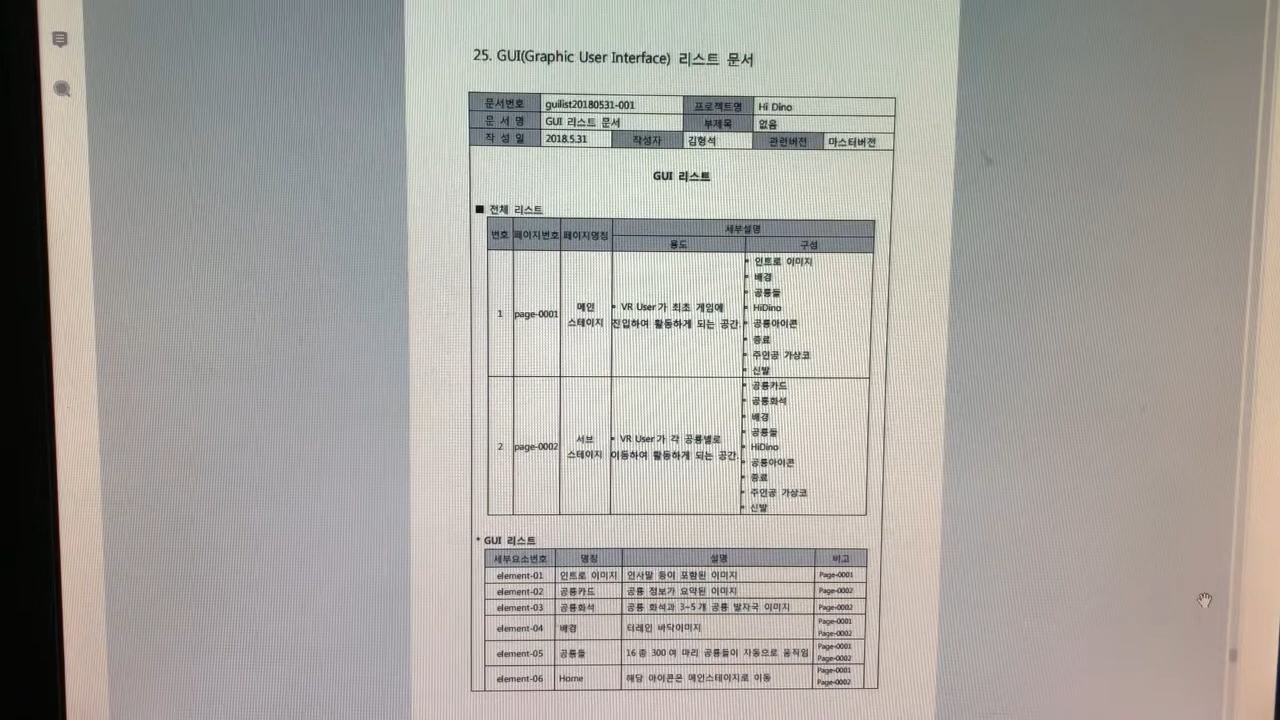 25. GUI(Graphic User Interface) 리스트 문서
문서번호 guilist20180531-001 프로젝트명 Hi Dino
문 서 명 GUI 리스트 문서 부제목 없음
작 성 일 2018.5.31 작성자 김형석 관련버전 마스터버전
GUI 리스트
■ 전체 리스트
번호 페이지번호 페이지명칭 세부설명
용도 구성
1 page-0001 메인 스테이지
• VR User가 최초 게임에
진입하여 활동하게 되는 공간.
• 인트로 이미지
• 배경
• 공룡들
• HiDino
• 공룡아이콘
• 종료
• 주인공 가상코
• 신발
2 page-0002 서브 스테이지
• VR User가 각 공룡별로
이동하여 활동하게 되는 공간.
• 공룡카드
• 공룡화석
• 배경
• 공룡들
• HiDino
• 공룡아이콘
• 종료
• 주인공 가상코
• 신발
* GUI 리스트
세부요소번호 명칭 설명 비고
element-01 인트로 이미지 인사말 등이 포함된 이미지 Page-0001
element-02 공룡카드 공룡 정보가 요약된 이미지 Page-0002
element-03 공룡화석 공룡 화석과 3~5개 공룡 발자국 이미지 Page-0002
element-04 배경 터레인 바닥이미지 Page-0001
Page-0002
element-05 공룡들 16종 300여 마리 공룡들이 자동으로 움직임 Page-0001
Page-0002
element-06 Home 해당 아이콘은 메인스테이지로 이동 Page-0001
Page-0002